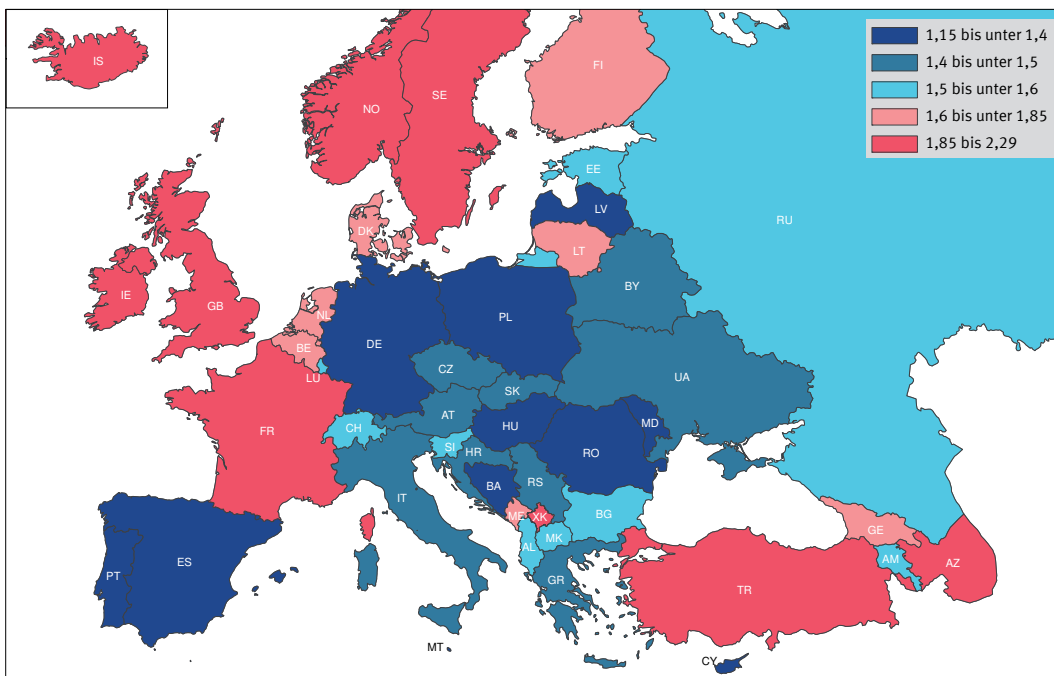 1,15 bis unter 1,4
1,4 bis unter 1,5
1,5 bis unter 1,6
1,6 bis unter 1,85
1,85 bis 2,29
IS
NO
SE
FI
EE
LV
RU
LT
DK
BY
IE
GB
NL
PL
DE
BE
LU
CZ
UA
SK
AT
FR
CH
HU
MD
SI
HR
RO
BA
RS
IT
ME
XK
BG
GE
AL
MK
AM
AZ
PT
ES
GR
TR
MT
CY